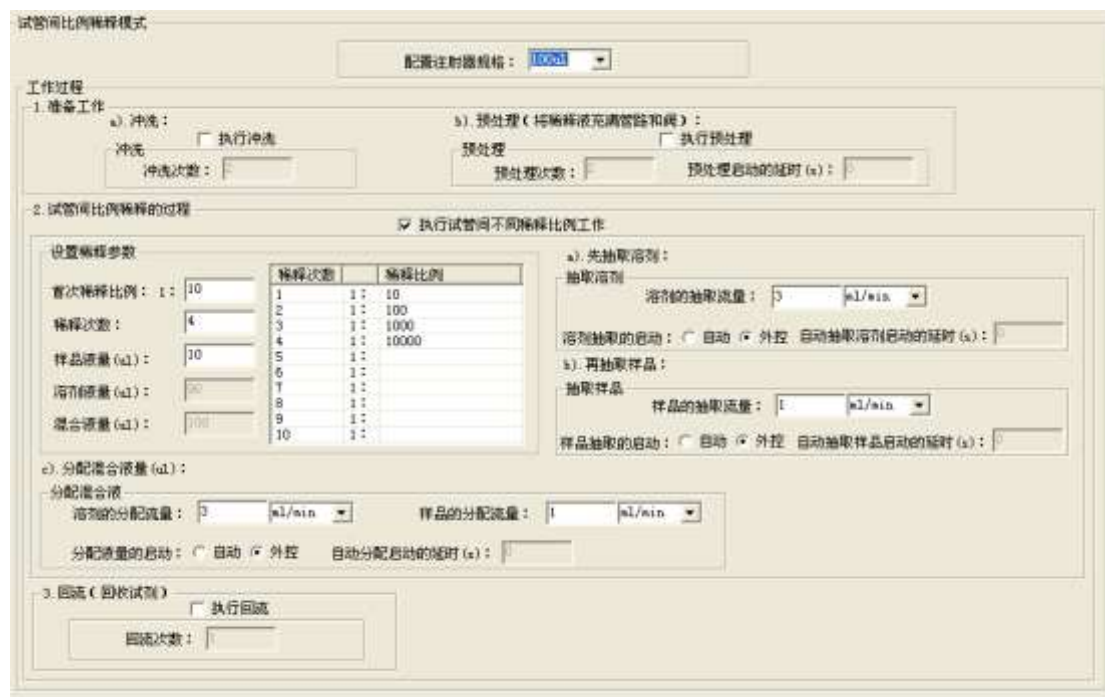 试管间比例稀释模式
配置注射器规格： 100ul
工作过程
1.准备工作
a).冲洗： b).预处理(将稀释液充满管路和阀)：
执行冲洗 执行预处理
冲洗 预处理
冲洗次数： 预处理次数： 预处理启动的延时(s)：
2.试管间比例稀释的过程
执行试管间不同稀释比例工作
设置稀释参数
首次稀释比例： 1： 10
稀释次数： 4
样品液量(ul)： 10
溶剂液量(ul)： 90
混合液量(ul)： 100
稀释次数 稀释比例
1 1： 10
2 1： 100
3 1： 1000
4 1： 10000
5 1：
6 1：
7 1：
8 1：
9 1：
10 1：
a).先抽取溶剂：
抽取溶剂
溶剂的抽取流量： 3 ml/min
溶剂抽取的启动： 自动 外控 自动抽取溶剂启动的延时(s)： 0
b).再抽取样品：
抽取样品
样品的抽取流量： 1 ml/min
样品抽取的启动： 自动 外控 自动抽取样品启动的延时(s)： 0
c).分配混合液量(ul)：
分配混合液
溶剂的分配流量： 3 ml/min 样品的分配流量： 1 ml/min
分配液量的启动： 自动 外控 自动分配启动的延时(s)： 0
3.回流(回收试剂)
执行回流
回流次数： 1